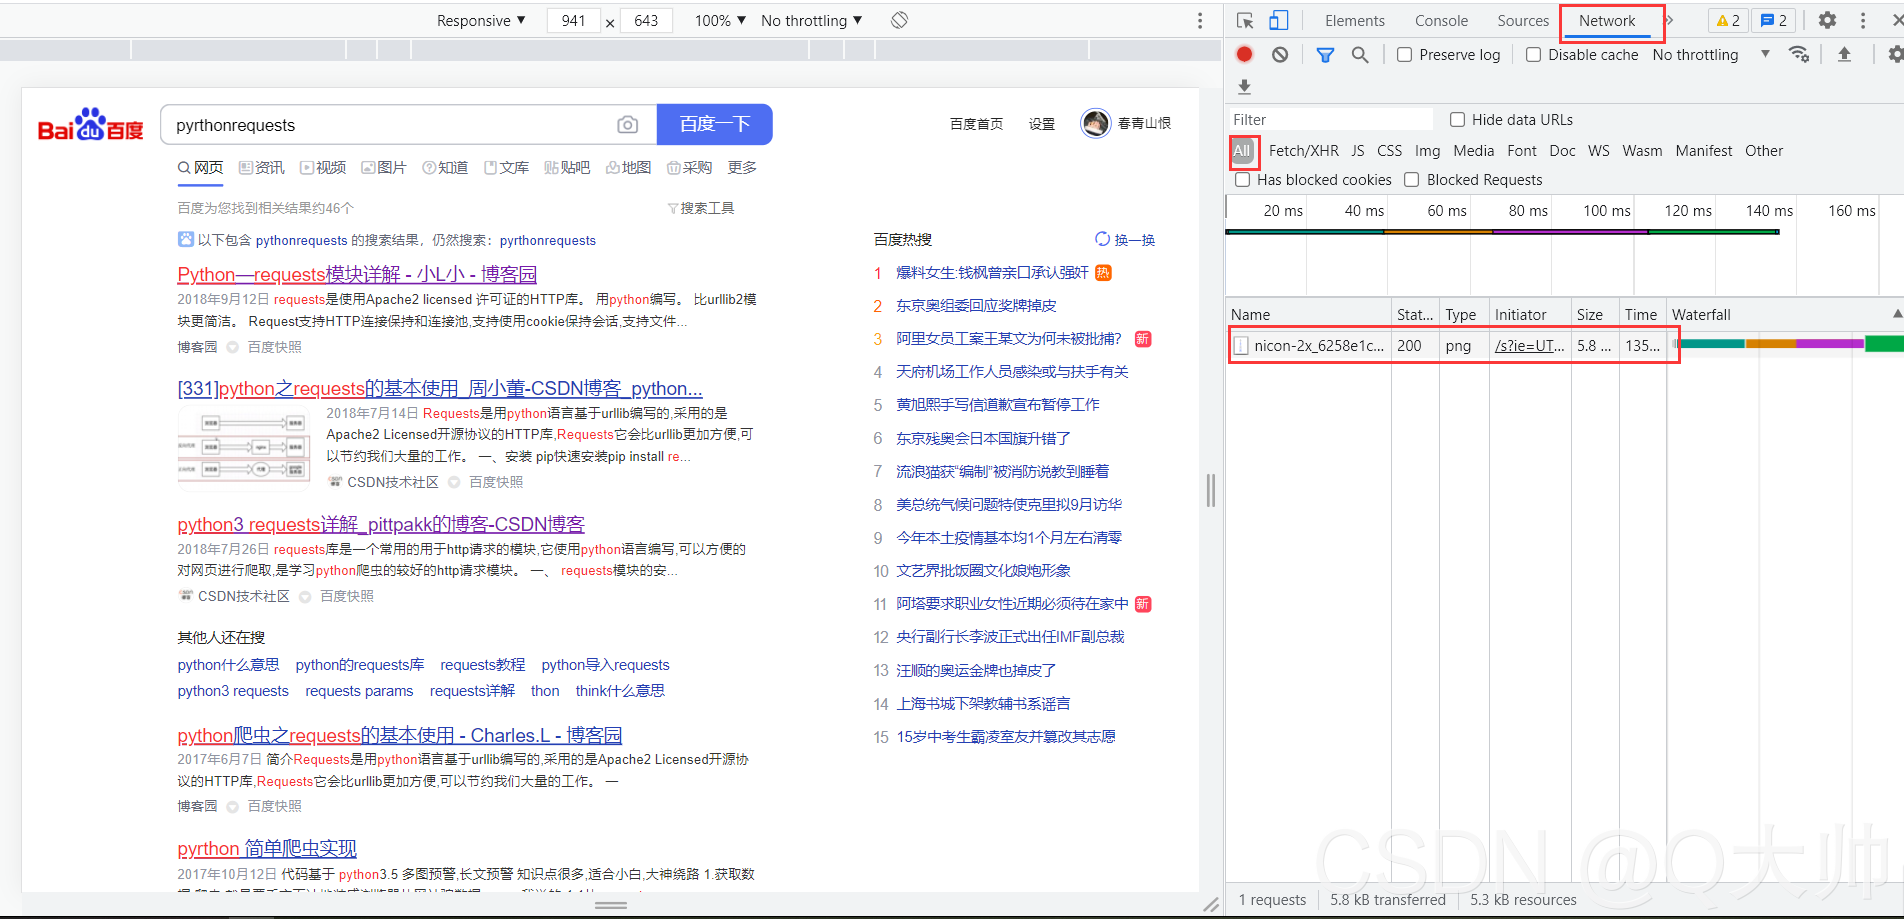 Responsive ▼ 941 × 643 100% ▼ No throttling ▼
Bai du 百度
pyrthonrequests
百度一下
百度首页 设置 春青山恨
网页 资讯 视频 图片 知道 文库 贴吧 地图 采购 更多
百度为您找到相关结果约46个
搜索工具
以下包含 pythonrequests 的搜索结果，仍然搜索：pyrthonrequests
Python—requests模块详解 - 小L小 - 博客园
2018年9月12日 requests是使用Apache2 licensed 许可证的HTTP库。 用python编写。 比urllib2模
块更简洁。 Request支持HTTP连接保持和连接池,支持使用cookie保持会话,支持文件...
博客园 百度快照
[331]python之requests的基本使用_周小董-CSDN博客_python...
2018年7月14日 Requests是用python语言基于urllib编写的,采用的是
Apache2 Licensed开源协议的HTTP库,Requests它会比urllib更加方便,可
以节约我们大量的工作。 一、安装 pip快速安装pip install re...
CSDN技术社区 百度快照
python3 requests详解_pittpakk的博客-CSDN博客
2018年7月26日 requests库是一个常用的用于http请求的模块,它使用python语言编写,可以方便的
对网页进行爬取,是学习python爬虫的较好的http请求模块。 一、 requests模块的安...
CSDN技术社区 百度快照
其他人还在搜
python什么意思 python的requests库 requests教程 python导入requests
python3 requests requests params requests详解 thon think什么意思
python爬虫之requests的基本使用 - Charles.L - 博客园
2017年6月7日 简介Requests是用python语言基于urllib编写的,采用的是Apache2 Licensed开源协
议的HTTP库,Requests它会比urllib更加方便,可以节约我们大量的工作。 一
博客园 百度快照
pyrthon 简单爬虫实现
2017年10月12日 代码基于 python3.5 多图预警,长文预警 知识点很多,适合小白,大神绕路 1.获取数
百度热搜 换一换
1 爆料女生:钱枫曾亲口承认强奸 热
2 东京奥组委回应奖牌掉皮
3 阿里女员工案王某文为何未被批捕? 新
4 天府机场工作人员感染或与扶手有关
5 黄旭熙手写信道歉宣布暂停工作
6 东京残奥会日本国旗升错了
7 流浪猫获“编制”被消防说教到睡着
8 美总统气候问题特使克里拟9月访华
9 今年本土疫情基本均1个月左右清零
10 文艺界批饭圈文化娘炮形象
11 阿塔要求职业女性近期必须待在家中 新
12 央行副行长李波正式出任IMF副总裁
13 汪顺的奥运金牌也掉皮了
14 上海书城下架教辅书系谣言
15 15岁中考生霸凌室友并篡改其志愿
Elements Console Sources Network » 2 2
Preserve log Disable cache No throttling ▼
Filter Hide data URLs
All Fetch/XHR JS CSS Img Media Font Doc WS Wasm Manifest Other
Has blocked cookies Blocked Requests
20 ms 40 ms 60 ms 80 ms 100 ms 120 ms 140 ms 160 ms
Name Stat... Type Initiator Size Time Waterfall
nicon-2x_6258e1c... 200 png /s?ie=UT... 5.8 ... 135...
1 requests 5.8 kB transferred 5.3 kB resources
CSDN @Q大帅